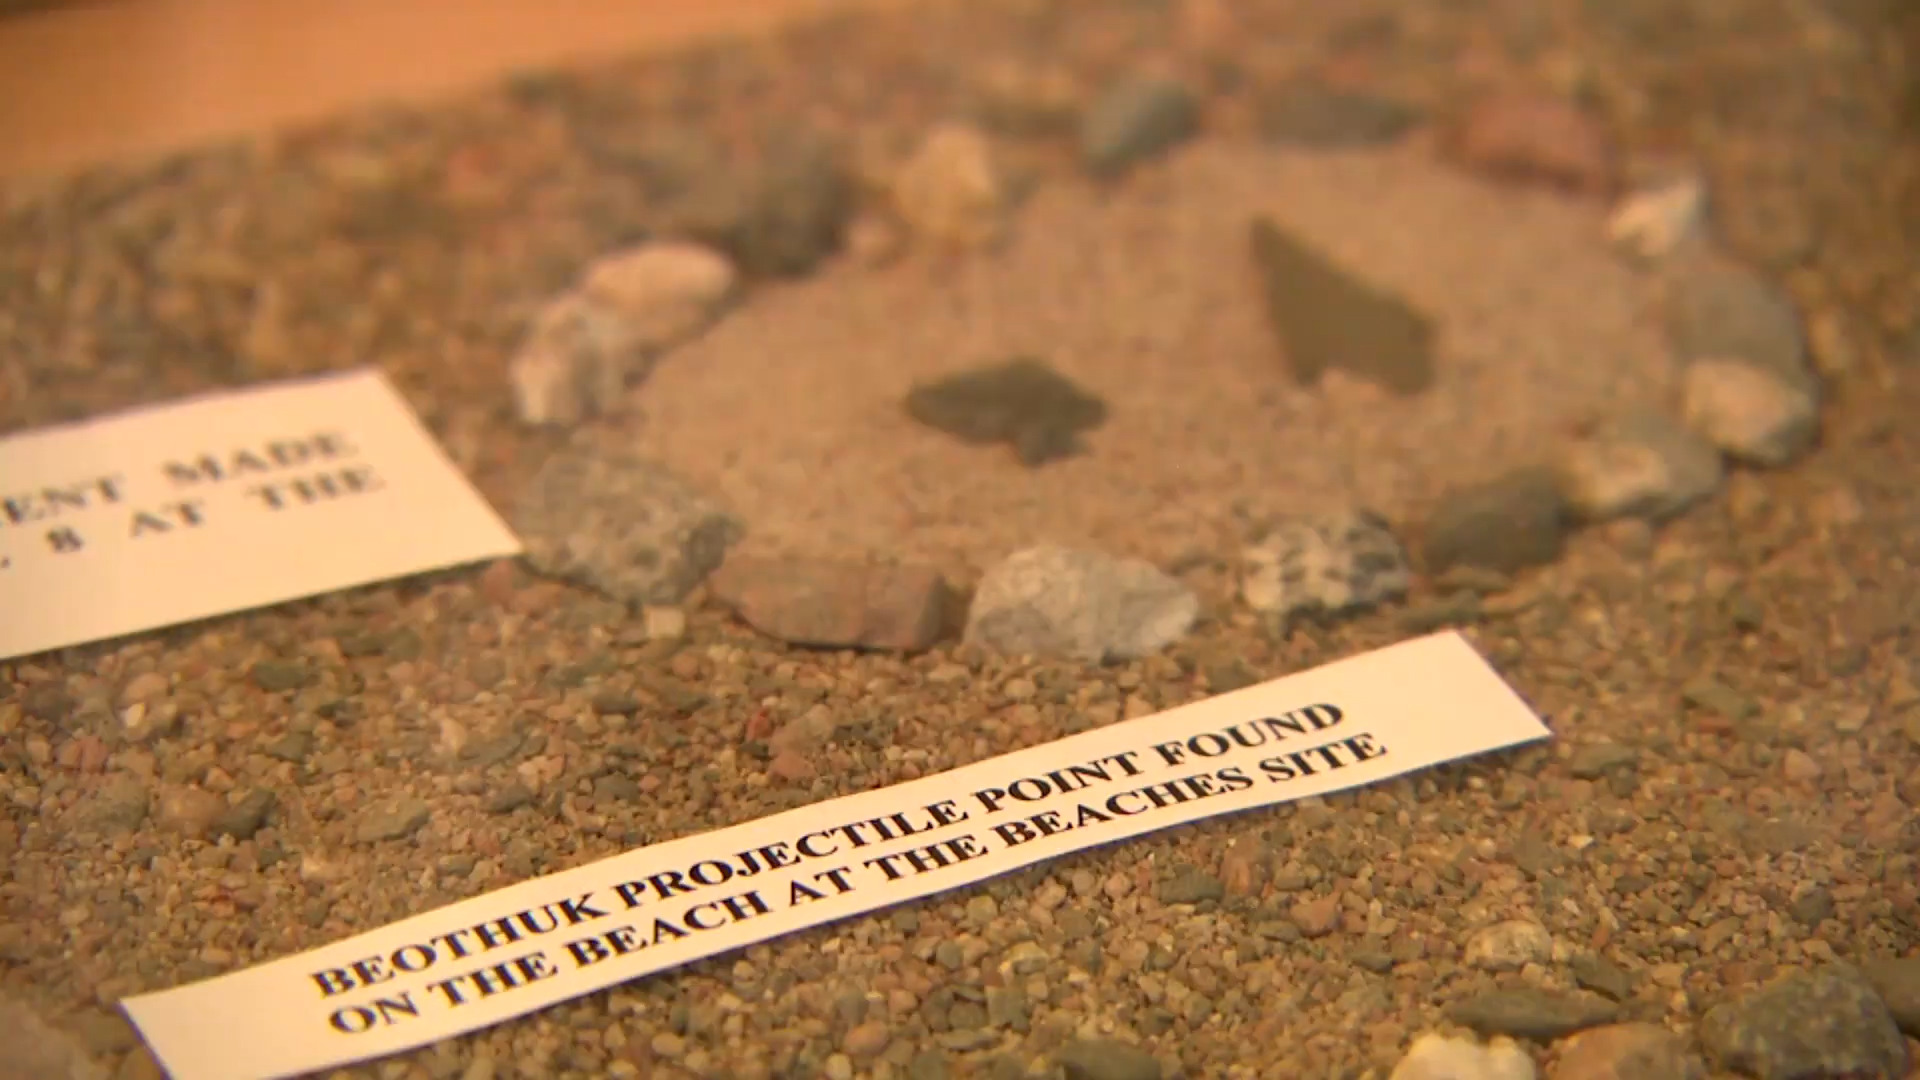 ENT MADE
. 8 AT THE
BEOTHUK PROJECTILE POINT FOUND
ON THE BEACH AT THE BEACHES SITE